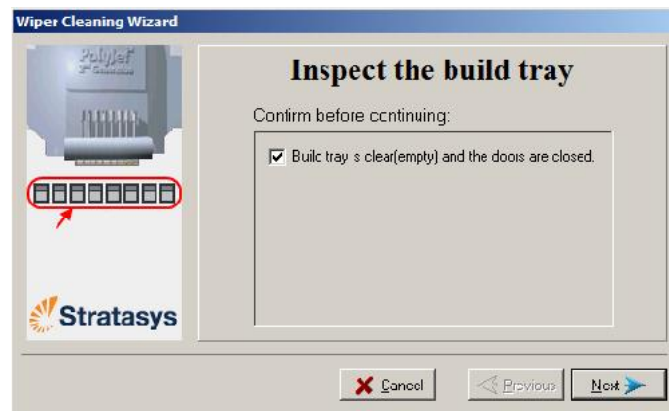 Wiper Cleaning Wizard
PolyJet
Inspect the build tray
Confirm before continuing:
Build tray is clear(empty) and the doors are closed.
Stratasys
Cancel
Previous
Next